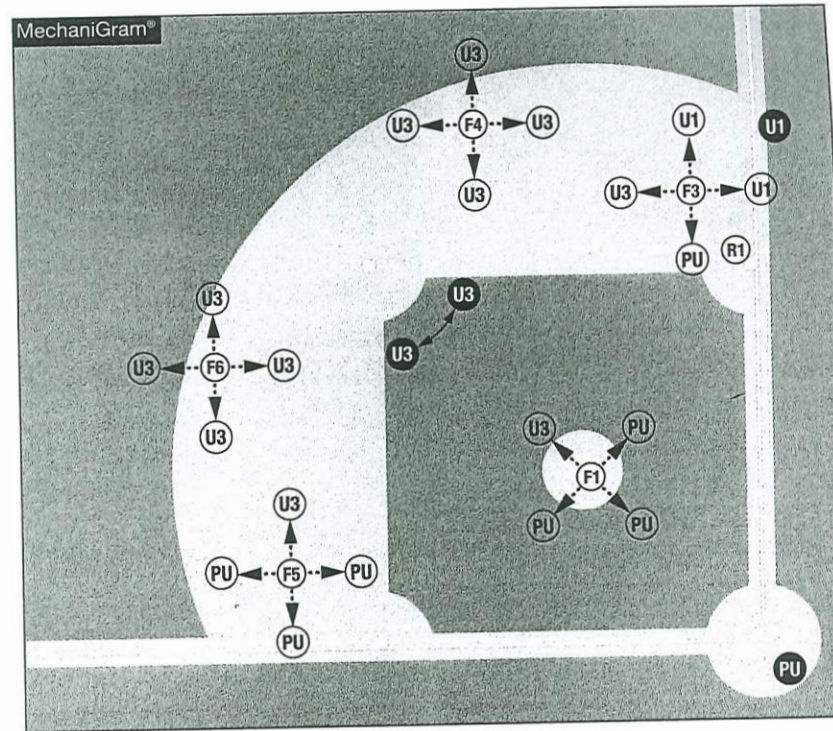 MechaniGram®
U3
U3 F4 U3
U3
U1
U1
U3 F3 U1
PU
R1
U3
U3
U3
U3 F6 U3
U3
U3 PU
F1
PU PU
U3
PU F5 PU
PU
PU